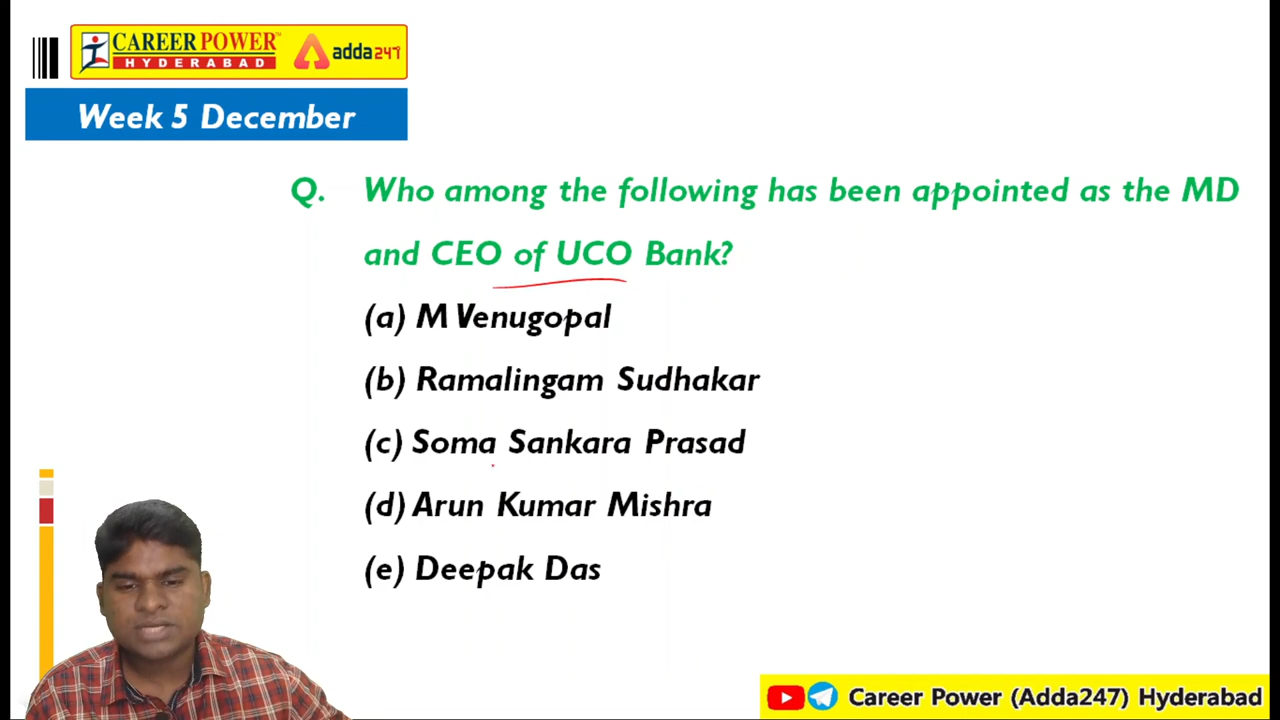 CAREER POWER™
HYDERABAD
adda247
Week 5 December
Q. Who among the following has been appointed as the MD
and CEO of UCO Bank?
(a) M Venugopal
(b) Ramalingam Sudhakar
(c) Soma Sankara Prasad
(d) Arun Kumar Mishra
(e) Deepak Das
Career Power (Adda247) Hyderabad